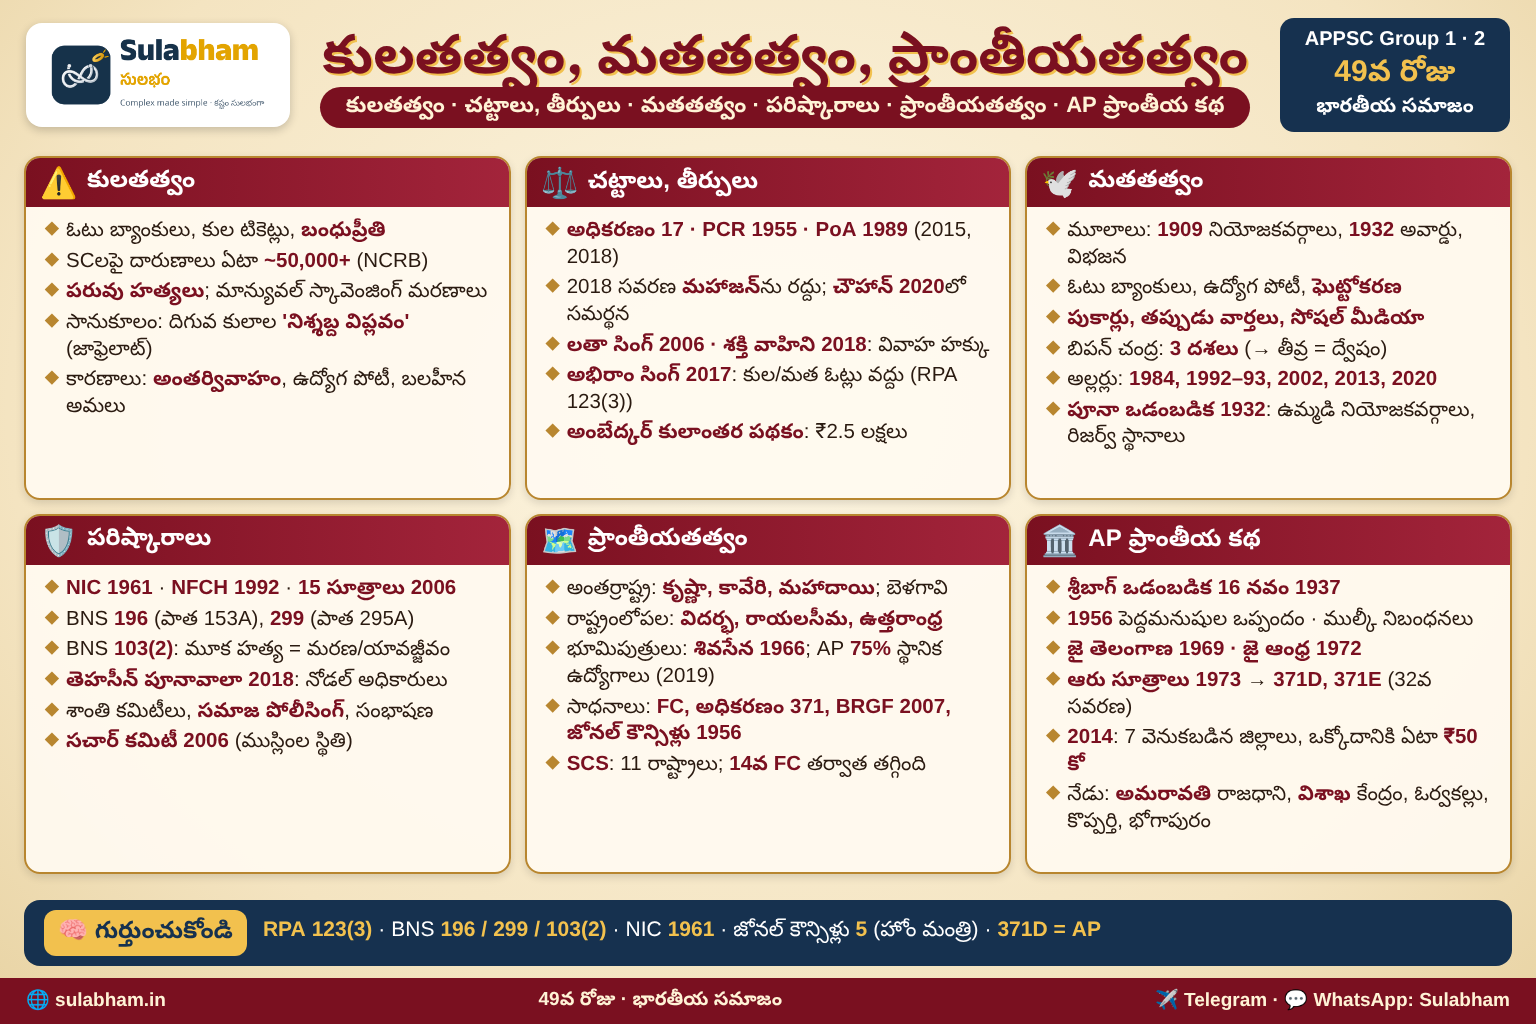 Sulabham
సులభం
Complex made simple · కష్టం సులభంగా
కులతత్వం, మతతత్వం, ప్రాంతీయతత్వం
కులతత్వం · చట్టాలు, తీర్పులు · మతతత్వం · పరిష్కారాలు · ప్రాంతీయతత్వం · AP ప్రాంతీయ కథ
APPSC Group 1 · 2
49వ రోజు
భారతీయ సమాజం
కులతత్వం
ఓటు బ్యాంకులు, కుల టికెట్లు, బంధుప్రీతి
SCలపై దారుణాలు ఏటా ~50,000+ (NCRB)
పరువు హత్యలు; మాన్యువల్ స్కావెంజింగ్ మరణాలు
సానుకూలం: దిగువ కులాల 'నిశ్శబ్ద విప్లవం'
(జాఫ్రెలాట్)
కారణాలు: అంతర్వివాహం, ఉద్యోగ పోటీ, బలహీన
అమలు
చట్టాలు, తీర్పులు
అధికరణం 17 · PCR 1955 · PoA 1989 (2015,
2018)
2018 సవరణ మహాజన్‌ను రద్దు; చౌహాన్ 2020లో
సమర్థన
లతా సింగ్ 2006 · శక్తి వాహిని 2018: వివాహ హక్కు
అభిరాం సింగ్ 2017: కుల/మత ఓట్లు వద్దు (RPA
123(3))
అంబేద్కర్ కులాంతర పథకం: ₹2.5 లక్షలు
మతతత్వం
మూలాలు: 1909 నియోజకవర్గాలు, 1932 అవార్డు,
విభజన
ఓటు బ్యాంకులు, ఉద్యోగ పోటీ, ఘెట్టోకరణ
పుకార్లు, తప్పుడు వార్తలు, సోషల్ మీడియా
బిపన్ చంద్ర: 3 దశలు (→ తీవ్ర = ద్వేషం)
అల్లర్లు: 1984, 1992–93, 2002, 2013, 2020
పూనా ఒడంబడిక 1932: ఉమ్మడి నియోజకవర్గాలు,
రిజర్వ్ స్థానాలు
పరిష్కారాలు
NIC 1961 · NFCH 1992 · 15 సూత్రాలు 2006
BNS 196 (పాత 153A), 299 (పాత 295A)
BNS 103(2): మూక హత్య = మరణ/యావజ్జీవం
తెహసీన్ పూనావాలా 2018: నోడల్ అధికారులు
శాంతి కమిటీలు, సమాజ పోలీసింగ్, సంభాషణ
సచార్ కమిటీ 2006 (ముస్లింల స్థితి)
ప్రాంతీయతత్వం
అంతర్రాష్ట్ర: కృష్ణా, కావేరి, మహాదాయి; బెళగావి
రాష్ట్రంలోపల: విదర్భ, రాయలసీమ, ఉత్తరాంధ్ర
భూమిపుత్రులు: శివసేన 1966; AP 75% స్థానిక
ఉద్యోగాలు (2019)
సాధనాలు: FC, అధికరణం 371, BRGF 2007,
జోనల్ కౌన్సిళ్లు 1956
SCS: 11 రాష్ట్రాలు; 14వ FC తర్వాత తగ్గింది
AP ప్రాంతీయ కథ
శ్రీబాగ్ ఒడంబడిక 16 నవం 1937
1956 పెద్దమనుషుల ఒప్పందం · ముల్కీ నిబంధనలు
జై తెలంగాణ 1969 · జై ఆంధ్ర 1972
ఆరు సూత్రాలు 1973 → 371D, 371E (32వ
సవరణ)
2014: 7 వెనుకబడిన జిల్లాలు, ఒక్కోదానికి ఏటా ₹50
కో
నేడు: అమరావతి రాజధాని, విశాఖ కేంద్రం, ఓర్వకల్లు,
కొప్పర్తి, భోగాపురం
గుర్తుంచుకోండి
RPA 123(3) · BNS 196 / 299 / 103(2) · NIC 1961 · జోనల్ కౌన్సిళ్లు 5 (హోం మంత్రి) · 371D = AP
sulabham.in
49వ రోజు · భారతీయ సమాజం
Telegram · WhatsApp: Sulabham